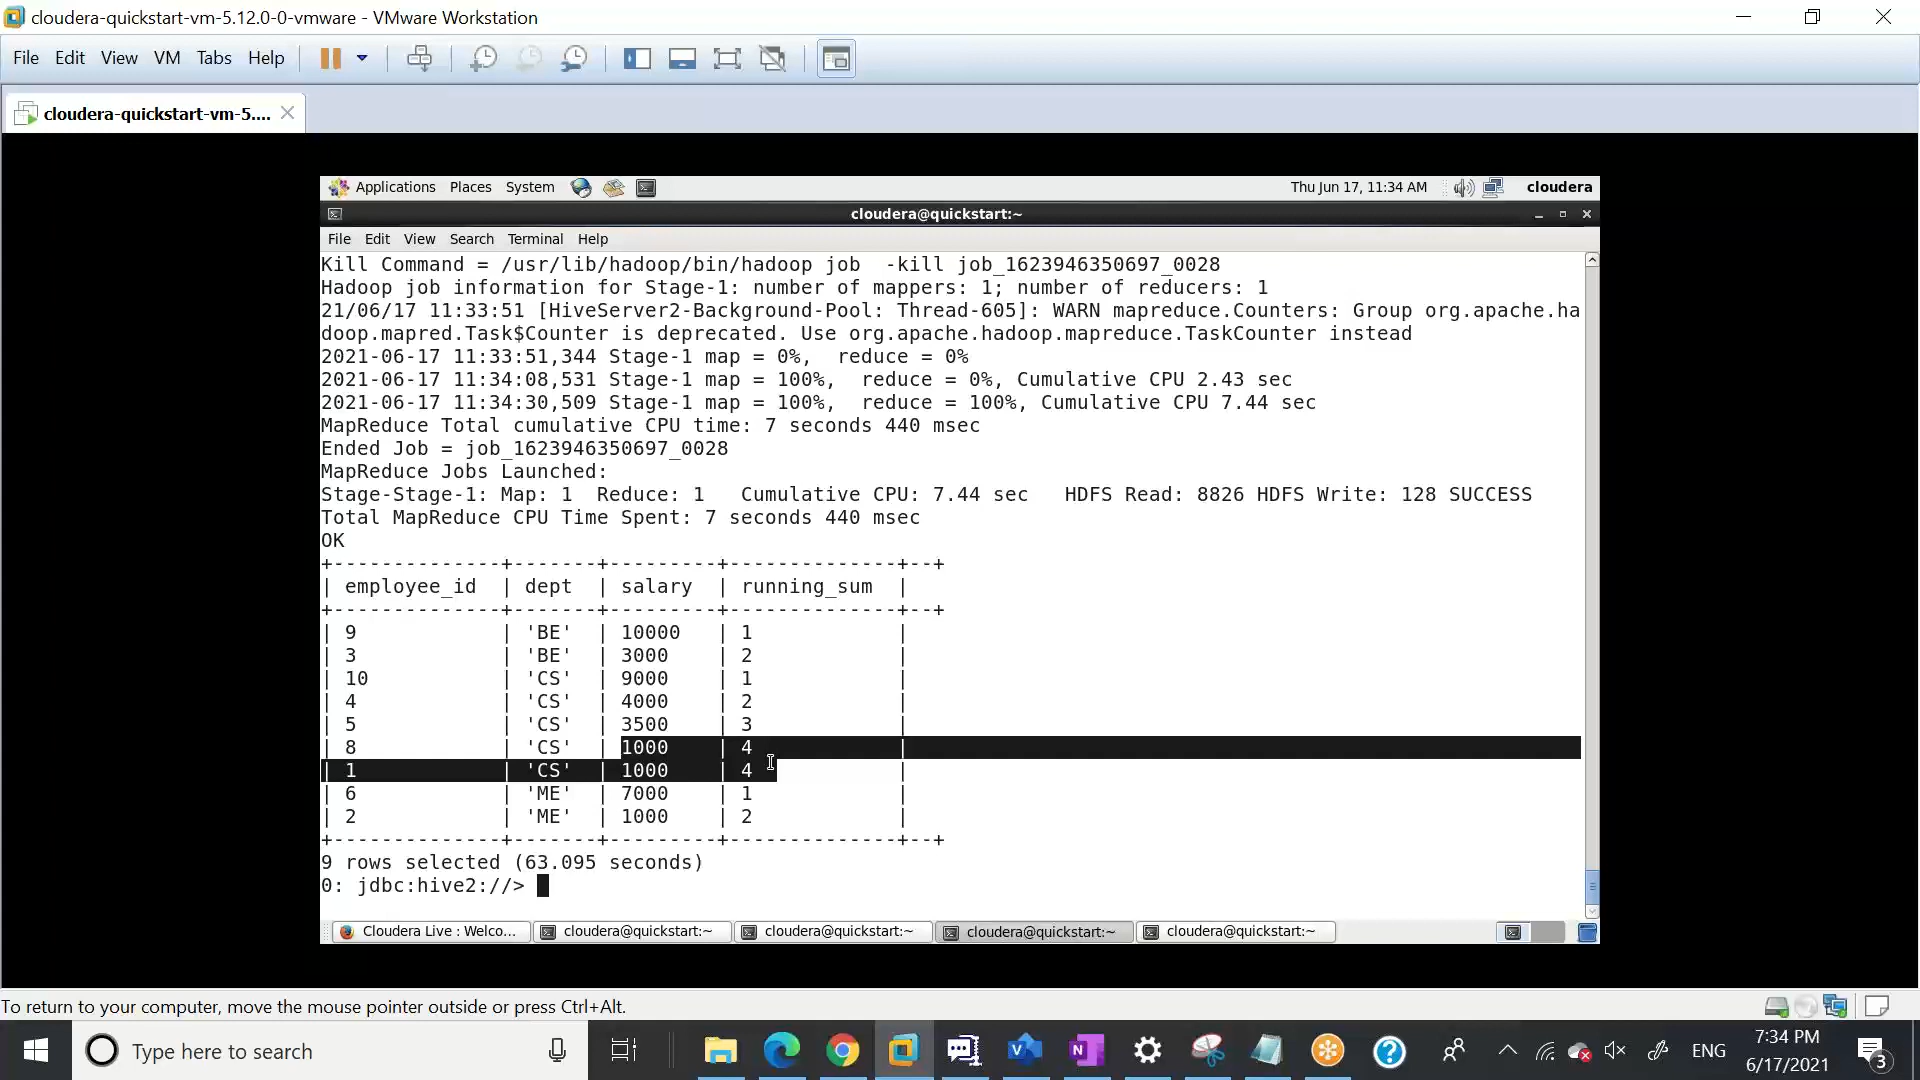 cloudera-quickstart-vm-5.12.0-0-vmware - VMware Workstation
File Edit View VM Tabs Help
cloudera-quickstart-vm-5....
Applications Places System Thu Jun 17, 11:34 AM cloudera
cloudera@quickstart:~
File Edit View Search Terminal Help
Kill Command = /usr/lib/hadoop/bin/hadoop job  -kill job_1623946350697_0028
Hadoop job information for Stage-1: number of mappers: 1; number of reducers: 1
21/06/17 11:33:51 [HiveServer2-Background-Pool: Thread-605]: WARN mapreduce.Counters: Group org.apache.ha
doop.mapred.Task$Counter is deprecated. Use org.apache.hadoop.mapreduce.TaskCounter instead
2021-06-17 11:33:51,344 Stage-1 map = 0%,  reduce = 0%
2021-06-17 11:34:08,531 Stage-1 map = 100%,  reduce = 0%, Cumulative CPU 2.43 sec
2021-06-17 11:34:30,509 Stage-1 map = 100%,  reduce = 100%, Cumulative CPU 7.44 sec
MapReduce Total cumulative CPU time: 7 seconds 440 msec
Ended Job = job_1623946350697_0028
MapReduce Jobs Launched:
Stage-Stage-1: Map: 1  Reduce: 1   Cumulative CPU: 7.44 sec   HDFS Read: 8826 HDFS Write: 128 SUCCESS
Total MapReduce CPU Time Spent: 7 seconds 440 msec
OK
+--------------+-------+---------+--------------+--+
| employee_id  | dept  | salary  | running_sum  |
+--------------+-------+---------+--------------+--+
| 9            | 'BE'  | 10000   | 1            |
| 3            | 'BE'  | 3000    | 2            |
| 10           | 'CS'  | 9000    | 1            |
| 4            | 'CS'  | 4000    | 2            |
| 5            | 'CS'  | 3500    | 3            |
| 8            | 'CS'  | 1000    | 4            |
| 1            | 'CS'  | 1000    | 4            |
| 6            | 'ME'  | 7000    | 1            |
| 2            | 'ME'  | 1000    | 2            |
+--------------+-------+---------+--------------+--+
9 rows selected (63.095 seconds)
0: jdbc:hive2://>
Cloudera Live : Welco... cloudera@quickstart:~ cloudera@quickstart:~ cloudera@quickstart:~ cloudera@quickstart:~
To return to your computer, move the mouse pointer outside or press Ctrl+Alt.
Type here to search ENG 7:34 PM
6/17/2021 3